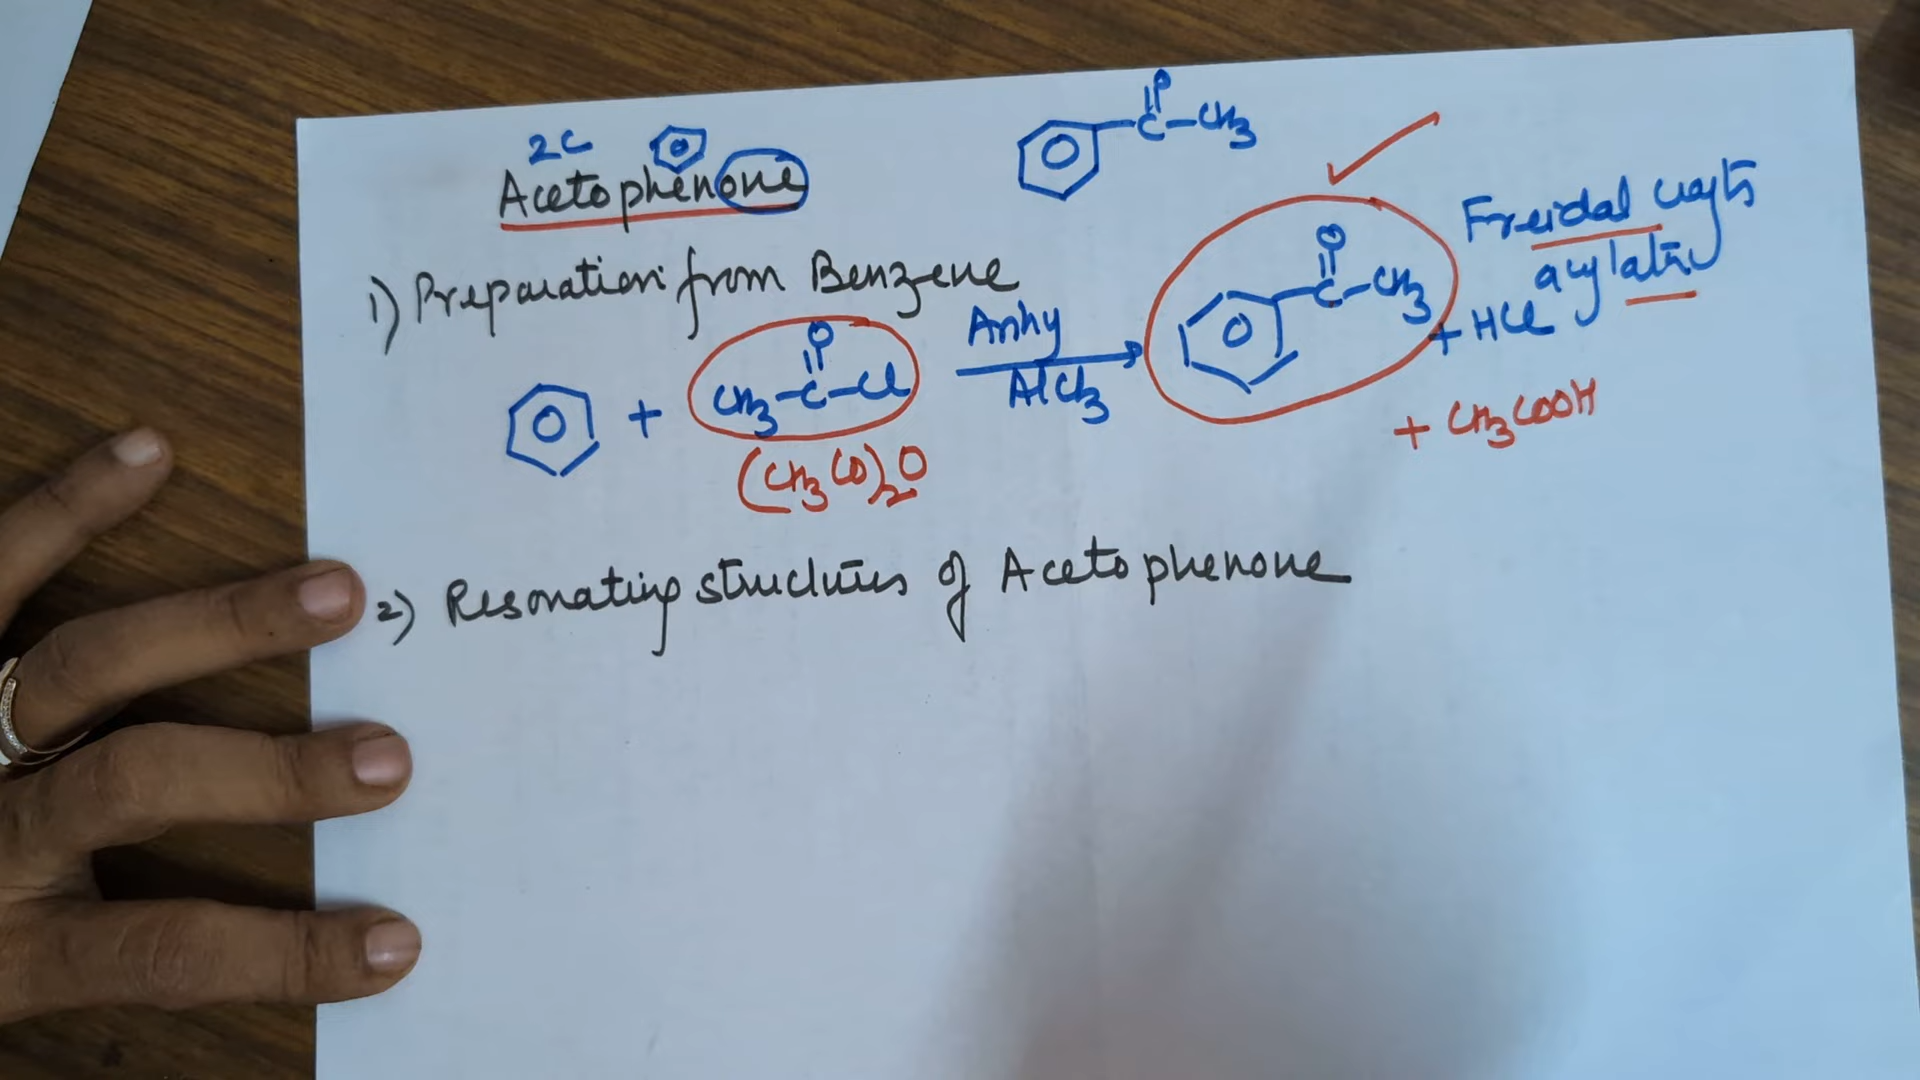 2C
Acetophenone
O
C-CH3
1) Preparation from Benzene
Freidal crafts
acylation
O
CH3-C-Cl
+
Anhy
AlCl3
O
C-CH3
+ HCl
(CH3CO)2O
+ CH3COOH
2) Resonating structures of Acetophenone